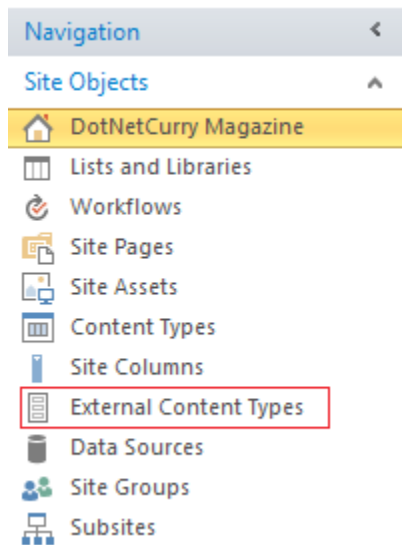 Navigation
Site Objects
DotNetCurry Magazine
Lists and Libraries
Workflows
Site Pages
Site Assets
Content Types
Site Columns
External Content Types
Data Sources
Site Groups
Subsites